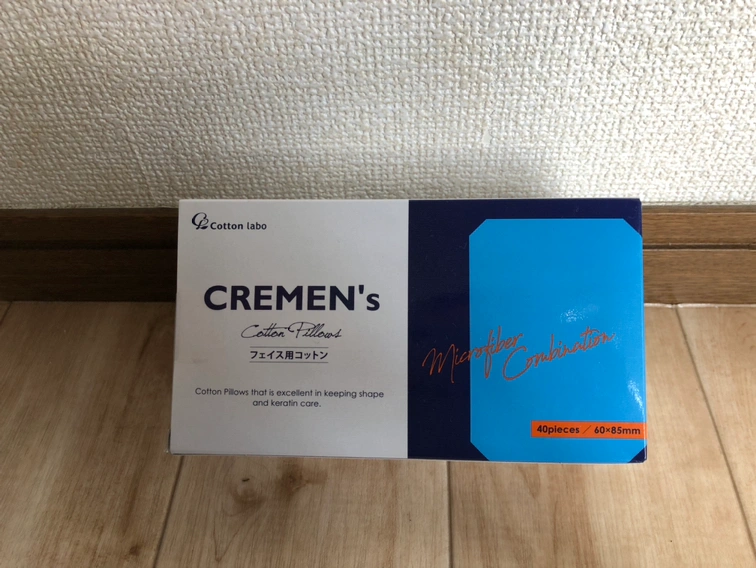 Cotton labo
CREMEN's
Cotton Pillows
フェイス用コットン
Cotton Pillows that is excellent in keeping shape
and keratin care.
Microfiber
Combination
40pieces / 60×85mm